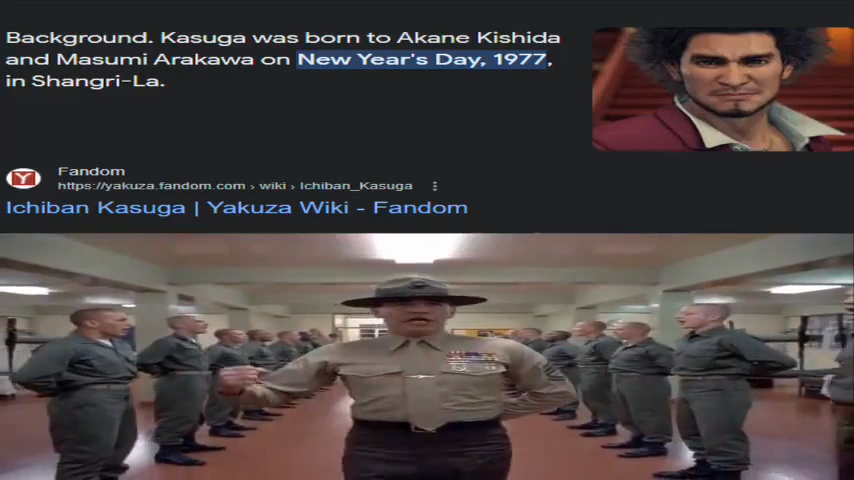 Background. Kasuga was born to Akane Kishida
and Masumi Arakawa on New Year's Day, 1977,
in Shangri-La.
Fandom
https://yakuza.fandom.com › wiki › Ichiban_Kasuga
Ichiban Kasuga | Yakuza Wiki - Fandom